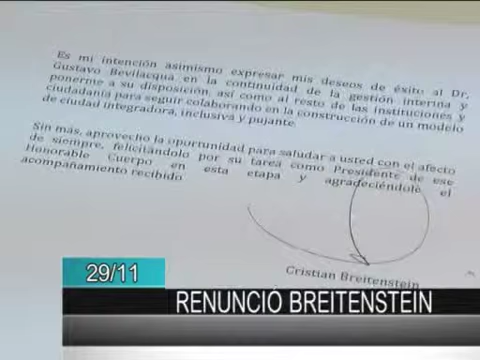 Es mi intención asimismo expresar mis deseos de éxito al Dr.
Gustavo Bevilacqua en la continuidad de la gestión interina y
ponerme a su disposición así como al resto de las instituciones y
ciudadanía para seguir colaborando en la construcción de un modelo
de ciudad integradora, inclusiva y pujante.
Sin más, aprovecho la oportunidad para saludar a usted con el afecto
de siempre, felicitándolo por su tarea como Presidente de ese
Honorable Cuerpo en esta etapa y agradeciéndole el
acompañamiento recibido
Cristian Breitenstein
29/11
RENUNCIÓ BREITENSTEIN